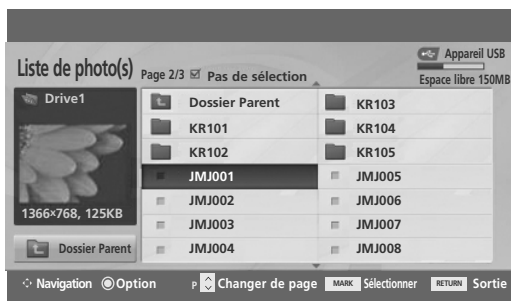 Appareil USB
Liste de photo(s) Page 2/3 Pas de sélection
Espace libre 150MB
Drive1
Dossier Parent KR103
KR101 KR104
KR102 KR105
JMJ001 JMJ005
JMJ002 JMJ006
1366×768, 125KB
JMJ003 JMJ007
Dossier Parent JMJ004 JMJ008
Navigation Option P Changer de page MARK Sélectionner RETURN Sortie